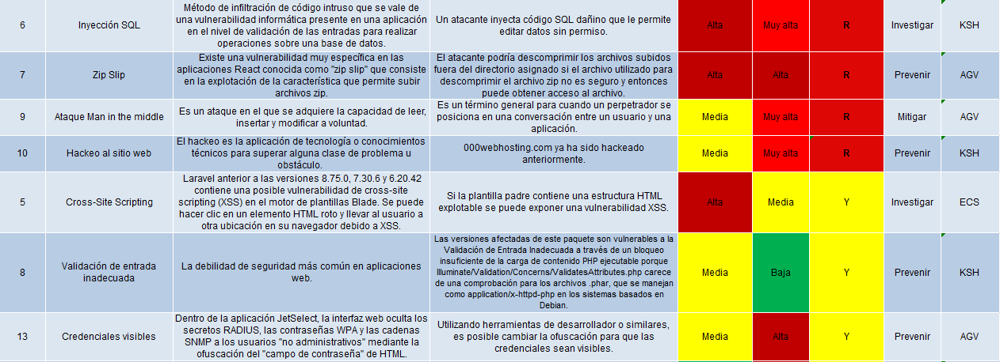 6
Inyección SQL
Método de infiltración de código intruso que se vale de
una vulnerabilidad informática presente en una aplicación
en el nivel de validación de las entradas para realizar
operaciones sobre una base de datos.
Un atacante inyecta código SQL dañino que le permite
editar datos sin permiso.
Alta
Muy alta
R
Investigar
KSH
7
Zip Slip
Existe una vulnerabilidad muy específica en las
aplicaciones React conocida como "zip slip" que consiste
en la explotación de la característica que permite subir
archivos zip.
El atacante podría descomprimir los archivos subidos
fuera del directorio asignado si el archivo utilizado para
descomprimir el archivo zip no es seguro y entonces
puede obtener acceso al archivo.
Alta
Alta
R
Prevenir
AGV
9
Ataque Man in the middle
Es un ataque en el que se adquiere la capacidad de leer,
insertar y modificar a voluntad.
Es un término general para cuando un perpetrador se
posiciona en una conversación entre un usuario y una
aplicación.
Media
Muy alta
R
Mitigar
AGV
10
Hackeo al sitio web
El hackeo es la aplicación de tecnología o conocimientos
técnicos para superar alguna clase de problema u
obstáculo.
000webhosting.com ya ha sido hackeado
anteriormente.
Media
Muy alta
R
Prevenir
KSH
5
Cross-Site Scripting
Laravel anterior a las versiones 8.75.0, 7.30.6 y 6.20.42
contiene una posible vulnerabilidad de cross-site
scripting (XSS) en el motor de plantillas Blade. Se puede
hacer clic en un elemento HTML roto y llevar al usuario a
otra ubicación en su navegador debido a XSS.
Si la plantilla padre contiene una estructura HTML
explotable se puede exponer una vulnerabilidad XSS.
Alta
Media
Y
Investigar
ECS
8
Validación de entrada
inadecuada
La debilidad de seguridad más común en aplicaciones
web.
Las versiones afectadas de este paquete son vulnerables a la
Validación de Entrada Inadecuada a través de un bloqueo
insuficiente de la carga de contenido PHP ejecutable porque
Illuminate/Validation/Concerns/ValidatesAttributes.php carece
de una comprobación para los archivos .phar, que se manejan
como application/x-httpd-php en los sistemas basados en
Debian.
Media
Baja
Y
Prevenir
KSH
13
Credenciales visibles
Dentro de la aplicación JetSelect, la interfaz web oculta los
secretos RADIUS, las contraseñas WPA y las cadenas
SNMP a los usuarios "no administrativos" mediante la
ofuscación del "campo de contraseña" de HTML.
Utilizando herramientas de desarrollador o similares,
es posible cambiar la ofuscación para que las
credenciales sean visibles.
Media
Alta
Y
Prevenir
AGV